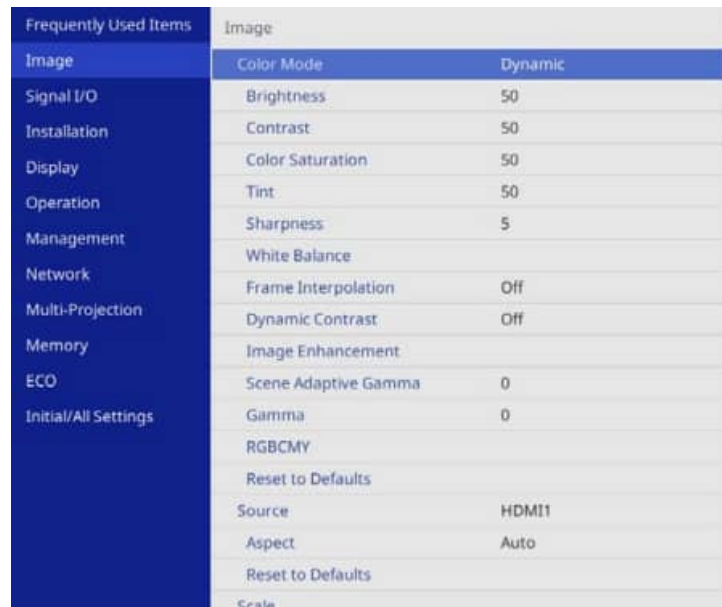 Frequently Used Items
Image
Signal I/O
Installation
Display
Operation
Management
Network
Multi-Projection
Memory
ECO
Initial/All Settings
Image
Color Mode Dynamic
Brightness 50
Contrast 50
Color Saturation 50
Tint 50
Sharpness 5
White Balance
Frame Interpolation Off
Dynamic Contrast Off
Image Enhancement
Scene Adaptive Gamma 0
Gamma 0
RGBCMY
Reset to Defaults
Source HDMI1
Aspect Auto
Reset to Defaults
Scale